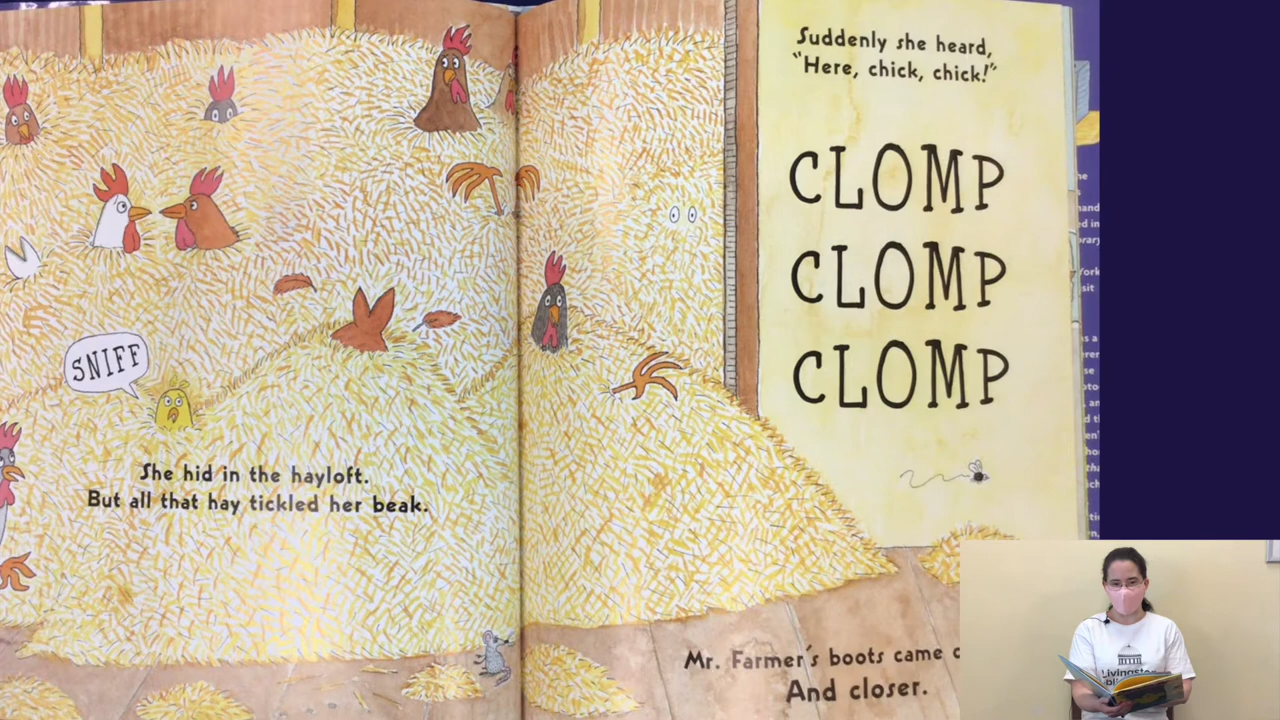 SNIFF
She hid in the hayloft.
But all that hay tickled her beak.
Suddenly she heard,
"Here, chick, chick!"
CLOMP
CLOMP
CLOMP
Mr. Farmer's boots came
And closer.